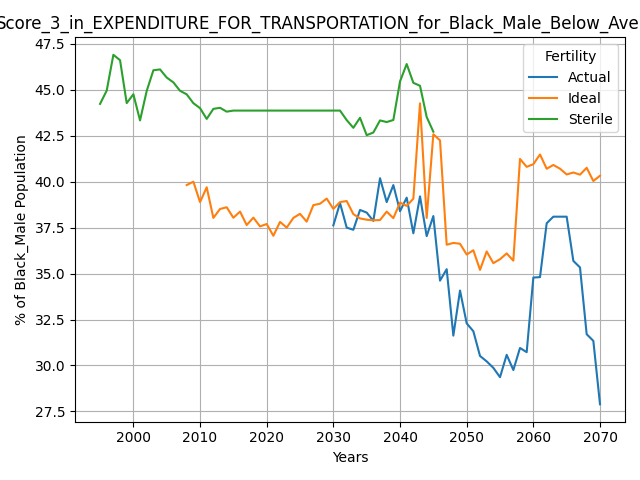 Score_3_in_EXPENDITURE_FOR_TRANSPORTATION_for_Black_Male_Below_Ave
47.5
45.0
42.5
40.0
37.5
35.0
32.5
30.0
27.5
% of Black_Male Population
Fertility
Actual
Ideal
Sterile
2000 2010 2020 2030 2040 2050 2060 2070
Years